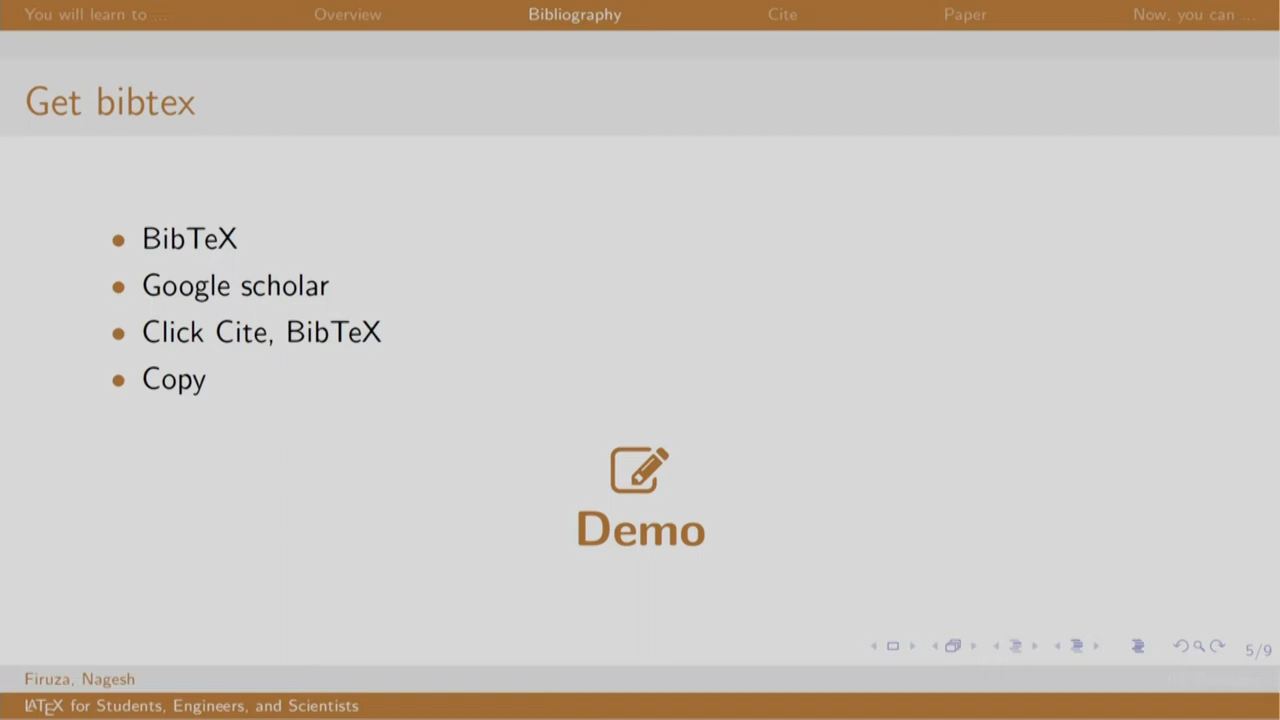 You will learn to ... Overview Bibliography Cite Paper Now, you can ...
Get bibtex
BibTeX
Google scholar
Click Cite, BibTeX
Copy
Demo
5/9
Firuza, Nagesh
LATEX for Students, Engineers, and Scientists